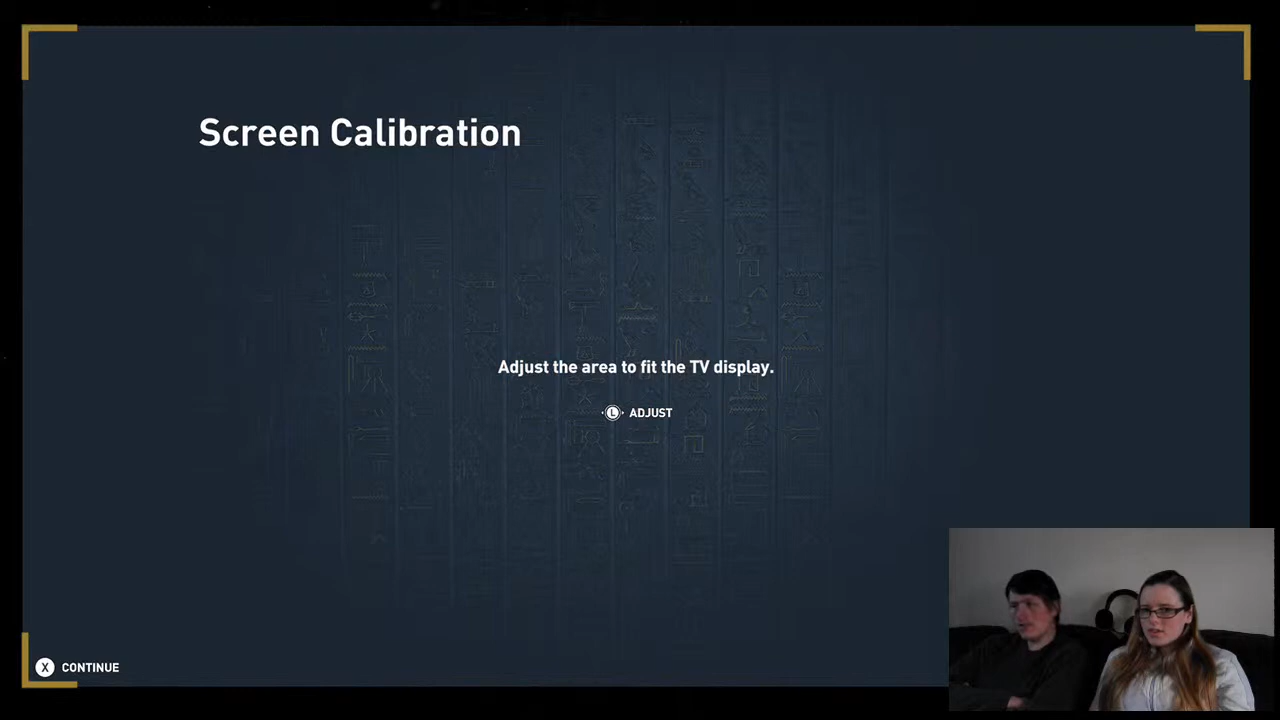 Screen Calibration
Adjust the area to fit the TV display.
L ADJUST
X CONTINUE